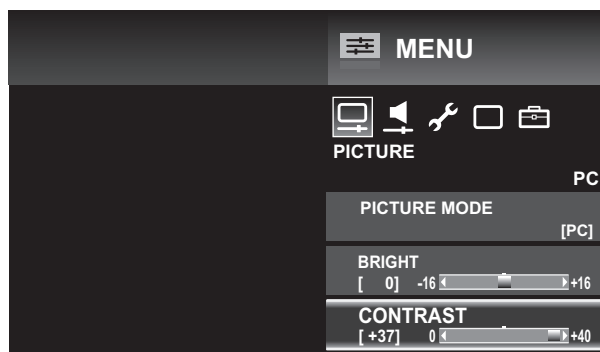 MENU
PICTURE
PC
PICTURE MODE
[PC]
BRIGHT
[ 0] -16 +16
CONTRAST
[ +37] 0 +40